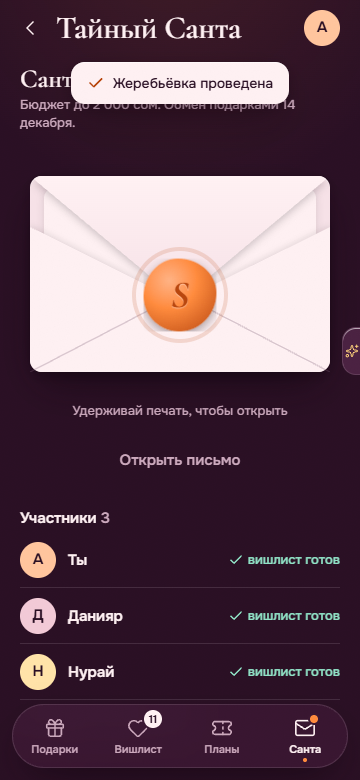 Тайный Санта
А
Сант
Жеребьёвка проведена
Бюджет до 2 000 сом. Обмен подарками 14
декабря.
S
Удерживай печать, чтобы открыть
Открыть письмо
Участники 3
А
Ты
вишлист готов
Д
Данияр
вишлист готов
Н
Нурай
вишлист готов
11
Подарки
Вишлист
Планы
Санта